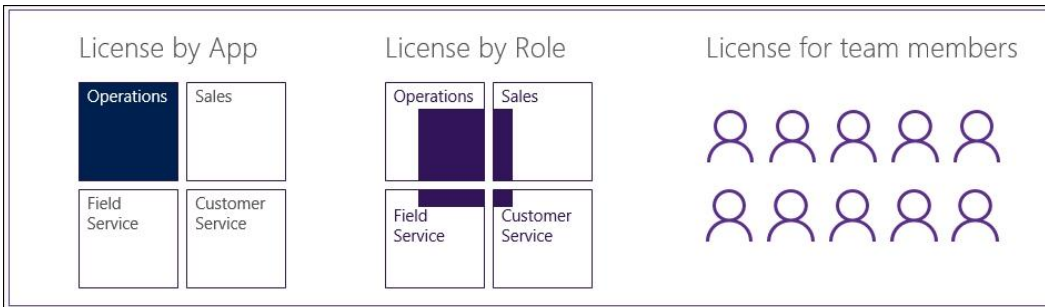 License by App
License by Role
License for team members
Operations
Sales
Field
Service
Customer
Service
Operations
Sales
Field
Service
Customer
Service